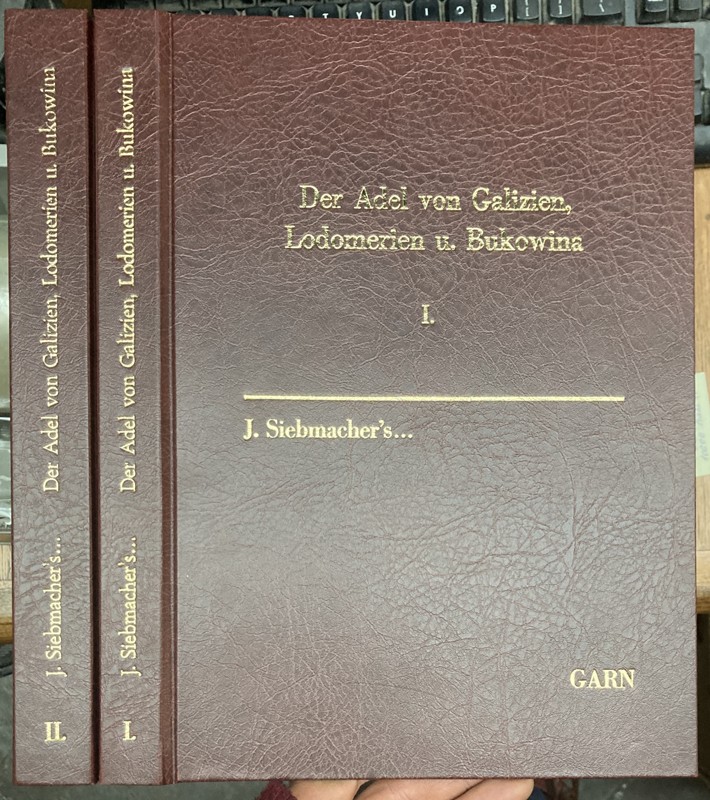 II. J. Siebmacher's... Der Adel von Galizien, Lodomerien u. Bukowina
I. J. Siebmacher's... Der Adel von Galizien, Lodomerien u. Bukowina
Der Adel von Galizien,
Lodomerien u. Bukowina
I.
J. Siebmacher's...
GARN
T Y U I O P